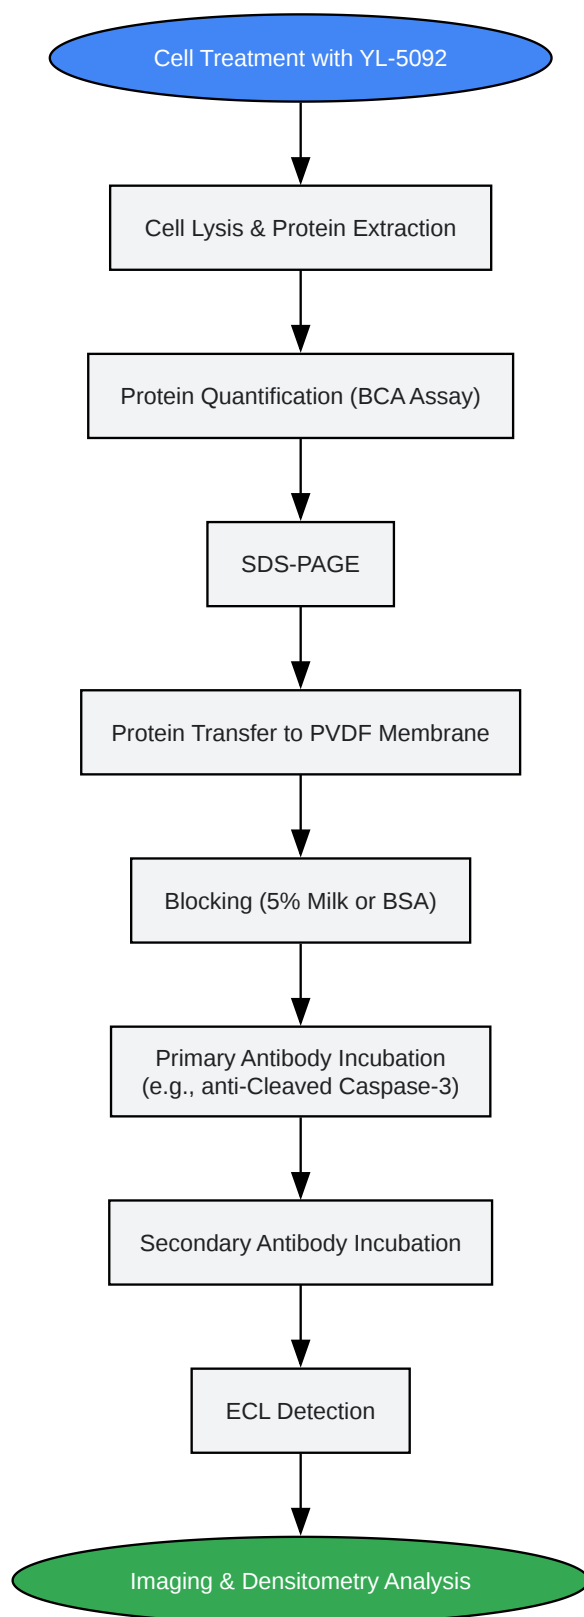 Cell Treatment with YL-5092
Cell Lysis & Protein Extraction
Protein Quantification (BCA Assay)
SDS-PAGE
Protein Transfer to PVDF Membrane
Blocking (5% Milk or BSA)
Primary Antibody Incubation
(e.g., anti-Cleaved Caspase-3)
Secondary Antibody Incubation
ECL Detection
Imaging & Densitometry Analysis